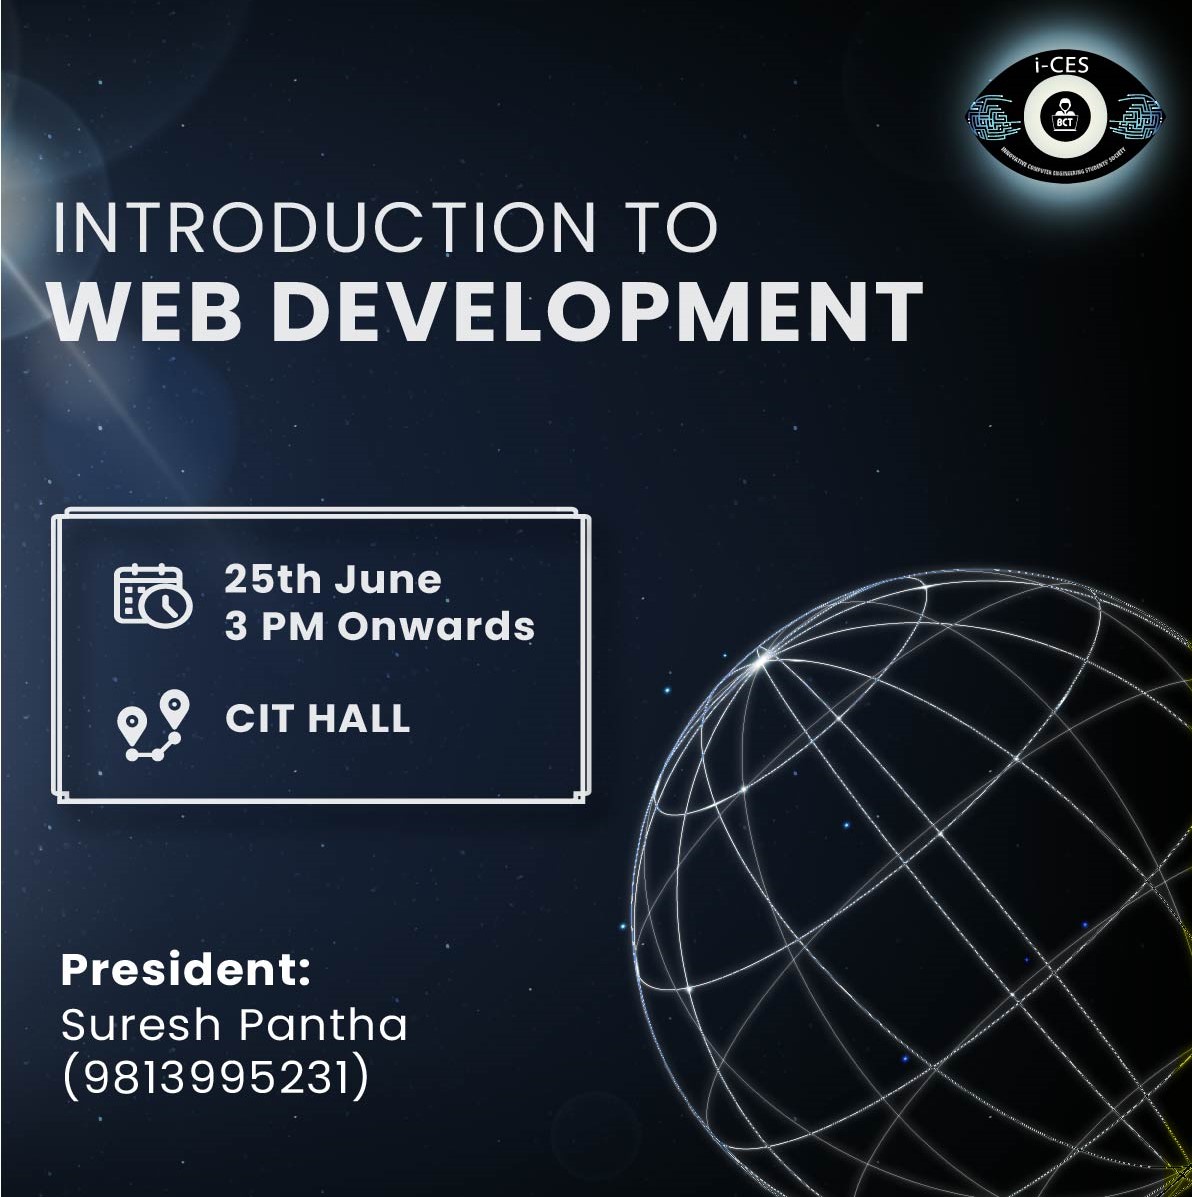 i-CES
BCT
INNOVATIVE COMPUTER ENGINEERING STUDENTS' SOCIETY
INTRODUCTION TO
WEB DEVELOPMENT
25th June
3 PM Onwards
CIT HALL
President:
Suresh Pantha
(9813995231)